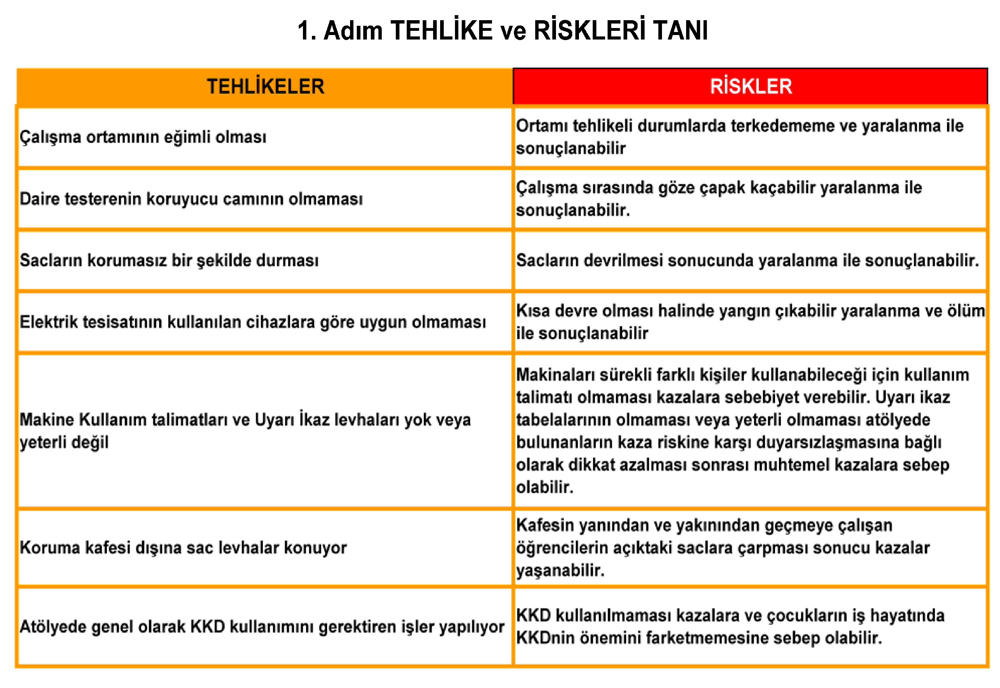 1. Adım TEHLİKE ve RİSKLERİ TANI
TEHLİKELER
RİSKLER
Çalışma ortamının eğimli olması
Ortamı tehlikeli durumlarda terkedememe ve yaralanma ile
sonuçlanabilir
Daire testerenin koruyucu camının olmaması
Çalışma sırasında göze çapak kaçabilir yaralanma ile
sonuçlanabilir.
Sacların korumasız bir şekilde durması
Sacların devrilmesi sonucunda yaralanma ile sonuçlanabilir.
Elektrik tesisatının kullanılan cihazlara göre uygun olmaması
Kısa devre olması halinde yangın çıkabilir yaralanma ve ölüm
ile sonuçlanabilir
Makine Kullanım talimatları ve Uyarı İkaz levhaları yok veya
yeterli değil
Makinaları sürekli farklı kişiler kullanabileceği için kullanım
talimatı olmaması kazalara sebebiyet verebilir. Uyarı ikaz
tabelalarının olmaması veya yeterli olmaması atölyede
bulunanların kaza riskine karşı duyarsızlaşmasına bağlı
olarak dikkat azalması sonrası muhtemel kazalara sebep
olabilir.
Koruma kafesi dışına sac levhalar konuyor
Kafesin yanından ve yakınından geçmeye çalışan
öğrencilerin açıktaki saclara çarpması sonucu kazalar
yaşanabilir.
Atölyede genel olarak KKD kullanımını gerektiren işler yapılıyor
KKD kullanılmaması kazalara ve çocukların iş hayatında
KKDnin önemini farketmemesine sebep olabilir.